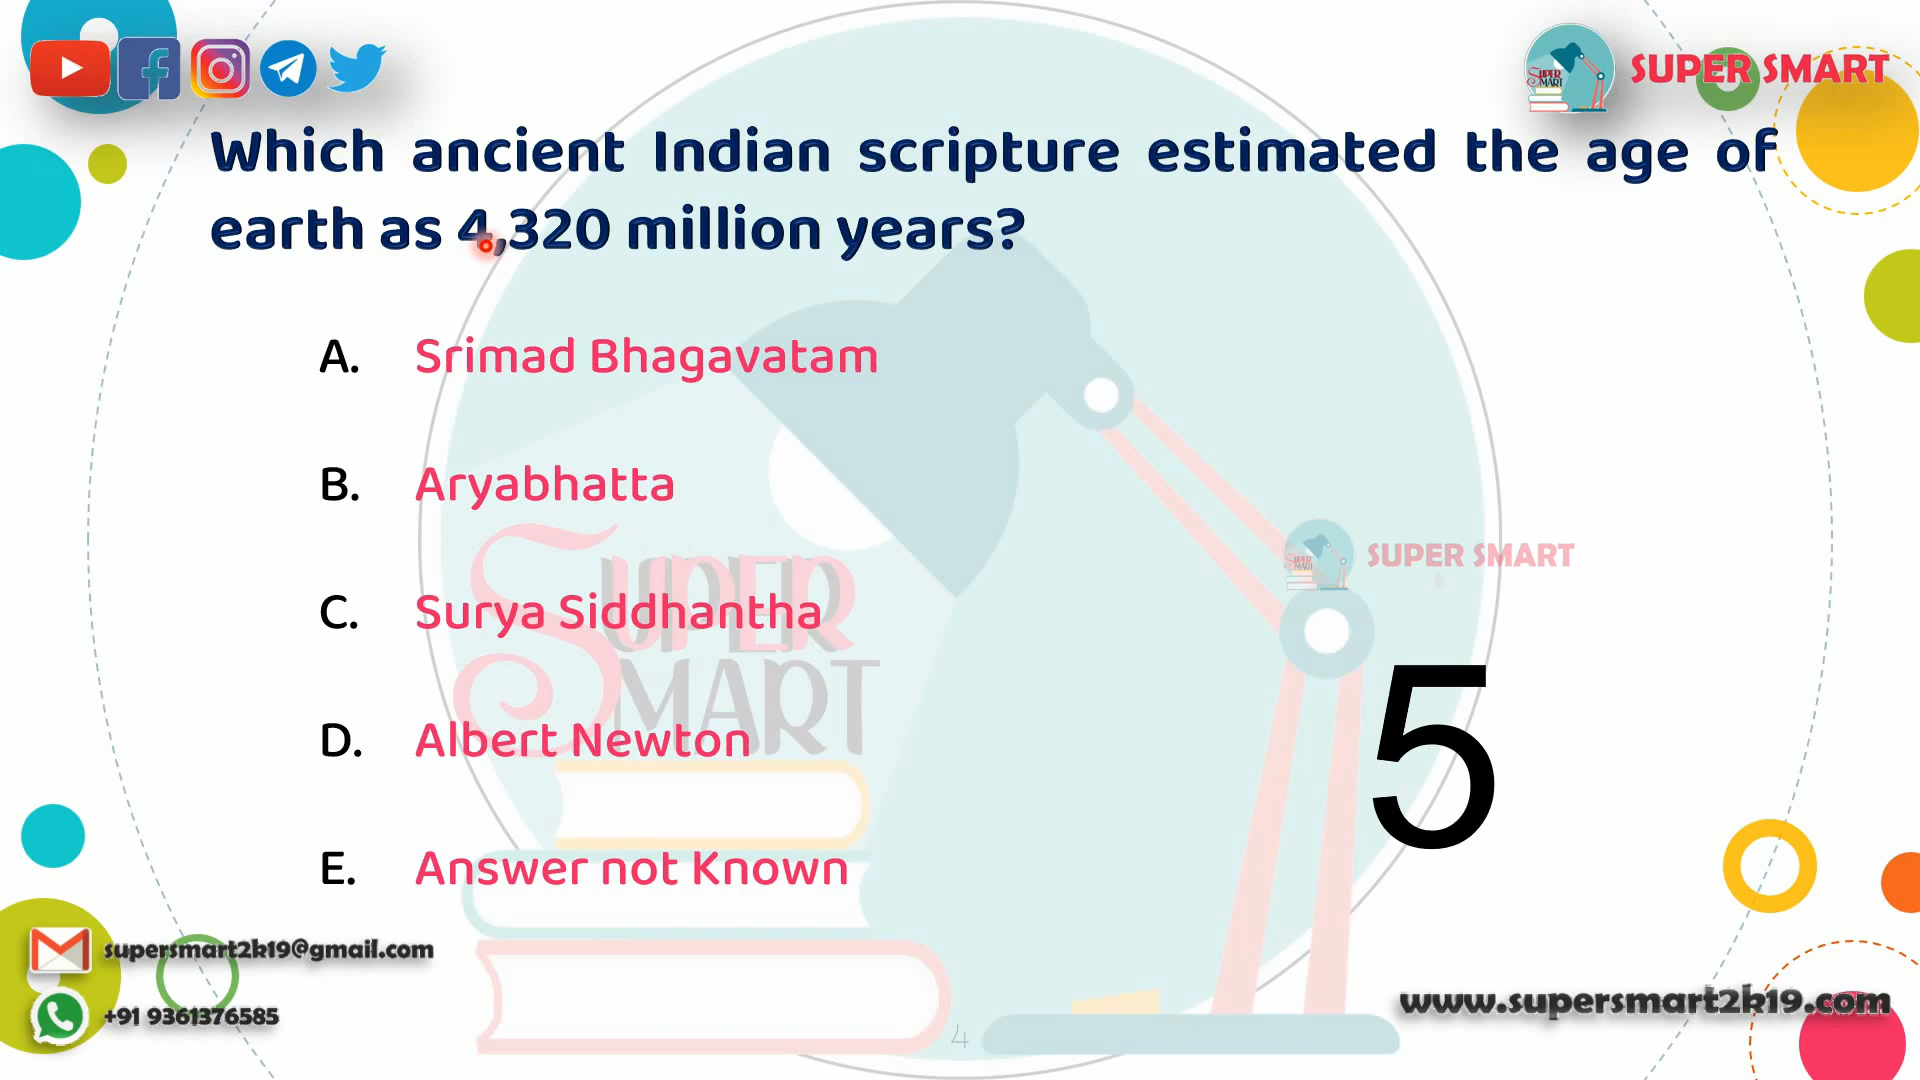 SUPER SMART
Which ancient Indian scripture estimated the age of
earth as 4,320 million years?
A. Srimad Bhagavatam
B. Aryabhatta
SUPER SMART
C. Surya Siddhantha
SUPER
SMART
D. Albert Newton
5
E. Answer not Known
supersmart2k19@gmail.com
+91 9361376585
www.supersmart2k19.com
4